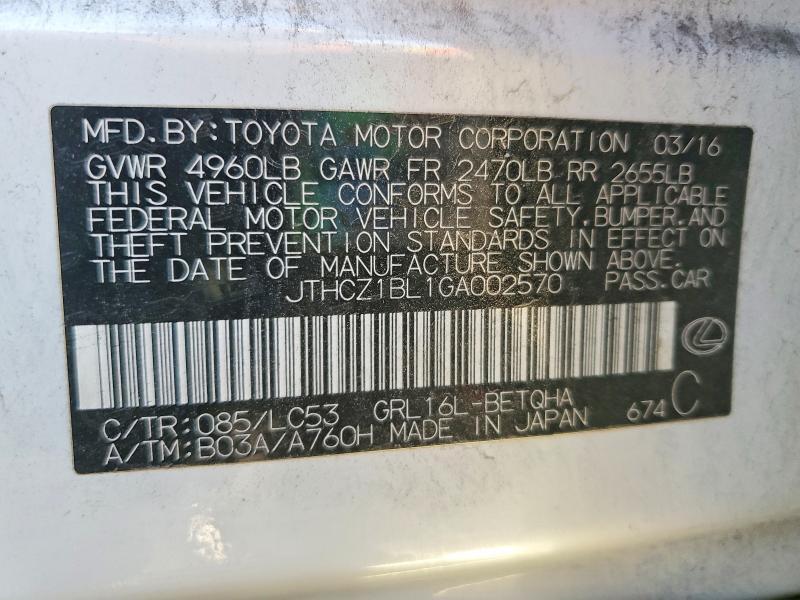 MFD. BY: TOYOTA MOTOR CORPORATION 03/16
GVWR 4960LB GAWR FR 2470LB RR 2655LB
THIS VEHICLE CONFORMS TO ALL APPLICABLE
FEDERAL MOTOR VEHICLE SAFETY, BUMPER, AND
THEFT PREVENTION STANDARDS IN EFFECT ON
THE DATE OF MANUFACTURE SHOWN ABOVE.
JTHCZ1BL1GA002570 PASS.CAR
C/TR:085/LC53 GRL16L-BETQHA 674 C
A/TM:B03A/A760H MADE IN JAPAN